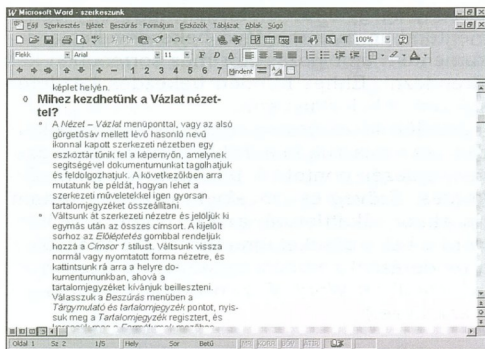 Microsoft Word - szerkoszunk
Fájl Szerkesztés Nézet Beszúrás Formátum Eszközök Táblázat Ablak Súgó
100%
Flekk Arial 11 F D A
1 2 3 4 5 6 7 Mindent
képlet helyén.
Mihez kezdhetünk a Vázlat nézet-
tel?
A Nézet – Vázlat menüponttal, vagy az alsó
görgetősáv mellett lévő hasonló nevű
ikonnal kapott szerkezeti nézetben egy
eszköztár tűnik fel a képernyőn, amelynek
segítségével dokumentumunkat tagolhatjuk
és feldolgozhatjuk. A következőkben arra
mutatunk be példát, hogyan lehet a
szerkezeti műveletekkel igen gyorsan
tartalomjegyzéket összeállítani.
Váltsunk át szerkezeti nézetre és jelöljük ki
egymás után az összes címsort. A kijelölt
sorhoz az Előléptetés gombbal rendeljük
hozzá a Címsor 1 stílust. Váltsunk vissza
normál vagy nyomtatott forma nézetre, és
kattintsunk rá arra a helyre do-
kumentumunkban, ahová a
tartalomjegyzéket kívánjuk beilleszteni.
Válasszuk a Beszúrás menüben a
Tárgymutató és tartalomjegyzék pontot, nyis-
suk meg a Tartalomjegyzék regisztert, és
Oldal 1 Sz. 2 1/5 Hely Sor Betű